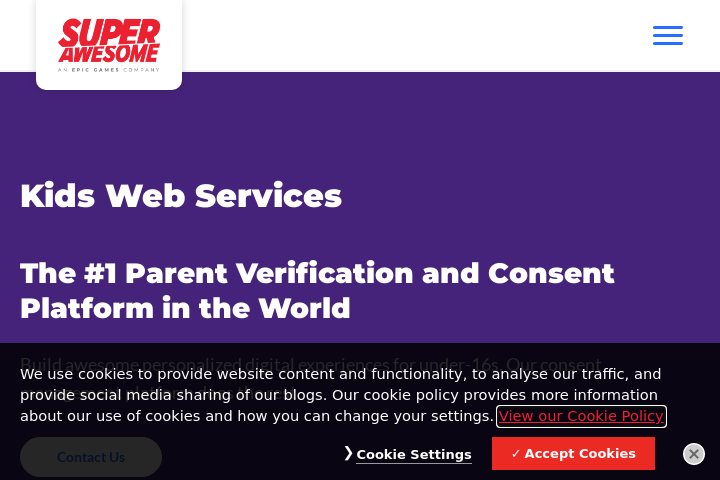 SUPER
AWESOME
AN EPIC GAMES COMPANY
Kids Web Services
The #1 Parent Verification and Consent
Platform in the World
Build awesome personalized digital experiences for under-16s. Our consent
We use cookies to provide website content and functionality, to analyse our traffic, and
provide social media sharing of our blogs. Our cookie policy provides more information
about our use of cookies and how you can change your settings. View our Cookie Policy
Contact Us
❯ Cookie Settings
✓ Accept Cookies